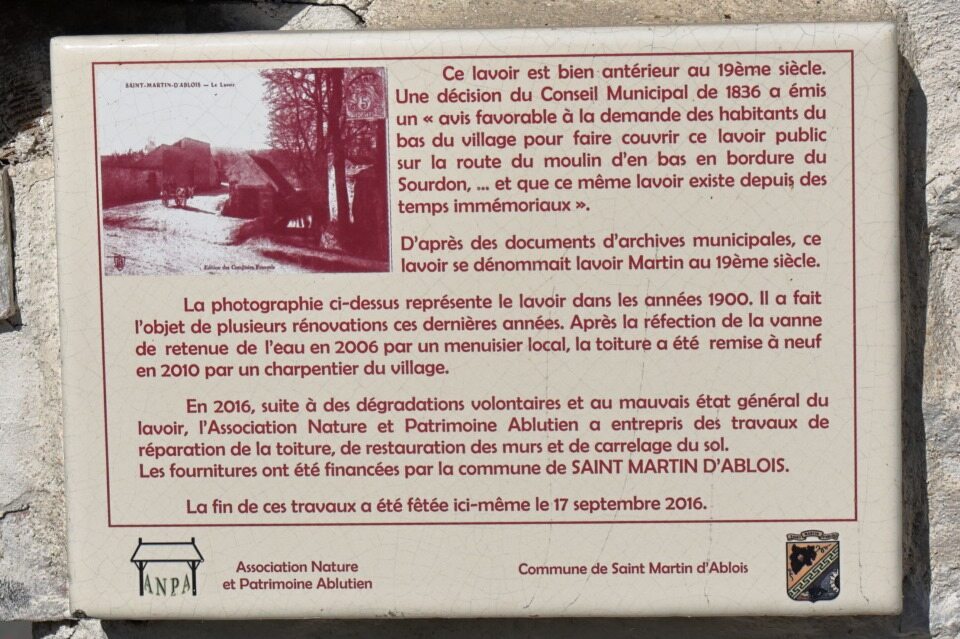 SAINT-MARTIN-D'ABLOIS — Le Lavoir
Ce lavoir est bien antérieur au 19ème siècle.
Une décision du Conseil Municipal de 1836 a émis
un « avis favorable à la demande des habitants du
bas du village pour faire couvrir ce lavoir public
sur la route du moulin d'en bas en bordure du
Sourdon, ... et que ce même lavoir existe depuis des
temps immémoriaux ».
D'après des documents d'archives municipales, ce
lavoir se dénommait lavoir Martin au 19ème siècle.
La photographie ci-dessus représente le lavoir dans les années 1900. Il a fait
l'objet de plusieurs rénovations ces dernières années. Après la réfection de la vanne
de retenue de l'eau en 2006 par un menuisier local, la toiture a été remise à neuf
en 2010 par un charpentier du village.
En 2016, suite à des dégradations volontaires et au mauvais état général du
lavoir, l'Association Nature et Patrimoine Ablutien a entrepris des travaux de
réparation de la toiture, de restauration des murs et de carrelage du sol.
Les fournitures ont été financées par la commune de SAINT MARTIN D'ABLOIS.
La fin de ces travaux a été fêtée ici-même le 17 septembre 2016.
ANPA
Association Nature
et Patrimoine Ablutien
Commune de Saint Martin d'Ablois